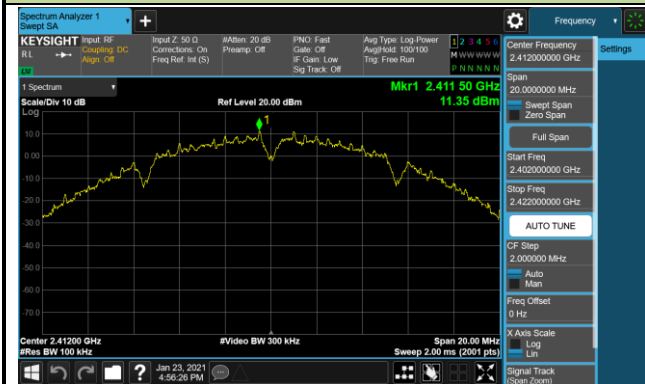 Spectrum Analyzer 1
Swept SA
Frequency
KEYSIGHT
RL
Input: RF
Coupling: DC
Align: Off
Input Z: 50 Ω
Corrections: On
Freq Ref: Int (S)
#Atten: 20 dB
Preamp: Off
PNO: Fast
Gate: Off
IF Gain: Low
Sig Track: Off
Avg Type: Log-Power
Avg|Hold: 100/100
Trig: Free Run
1 2 3 4 5 6
M W W W W W
P N N N N N
1 Spectrum
Scale/Div 10 dB
Ref Level 20.00 dBm
Mkr1 2.411 50 GHz
11.35 dBm
Log
1
10.0
0.00
-10.0
-20.0
-30.0
-40.0
-50.0
-60.0
-70.0
Center 2.41200 GHz
#Video BW 300 kHz
Span 20.00 MHz
#Res BW 100 kHz
Sweep 2.00 ms (2001 pts)
Center Frequency
2.412000000 GHz
Settings
Span
20.0000000 MHz
Swept Span
Zero Span
Full Span
Start Freq
2.402000000 GHz
Stop Freq
2.422000000 GHz
AUTO TUNE
CF Step
2.000000 MHz
Auto
Man
Freq Offset
0 Hz
X Axis Scale
Log
Lin
Signal Track
(Span Zoom)
Jan 23, 2021
4:56:26 PM